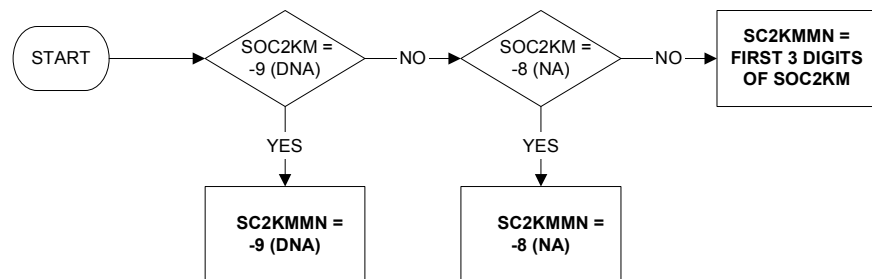 START
SOC2KM =
-9 (DNA)
NO
SOC2KM =
-8 (NA)
NO
SC2KMMN =
FIRST 3 DIGITS
OF SOC2KM
YES
YES
SC2KMMN =
-9 (DNA)
SC2KMMN =
-8 (NA)